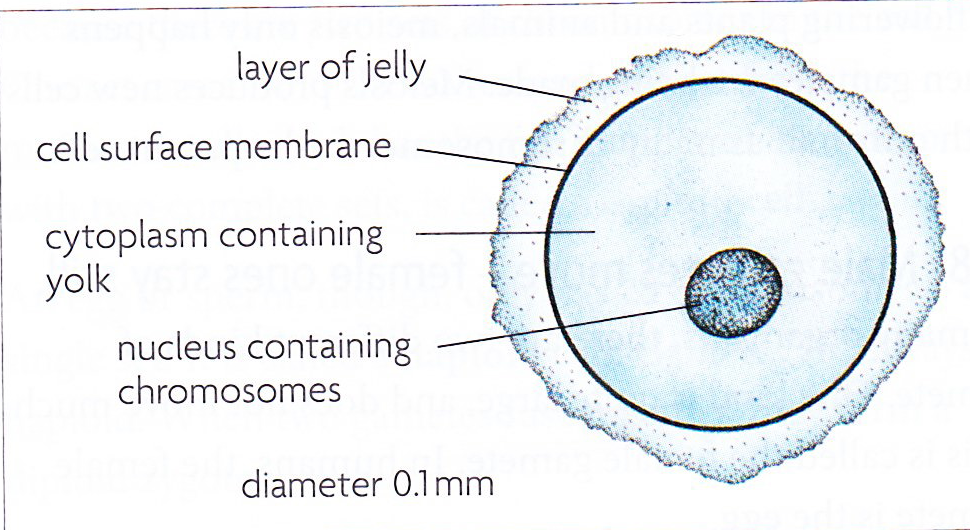 layer of jelly
cell surface membrane
cytoplasm containing
yolk
nucleus containing
chromosomes
diameter 0.1mm